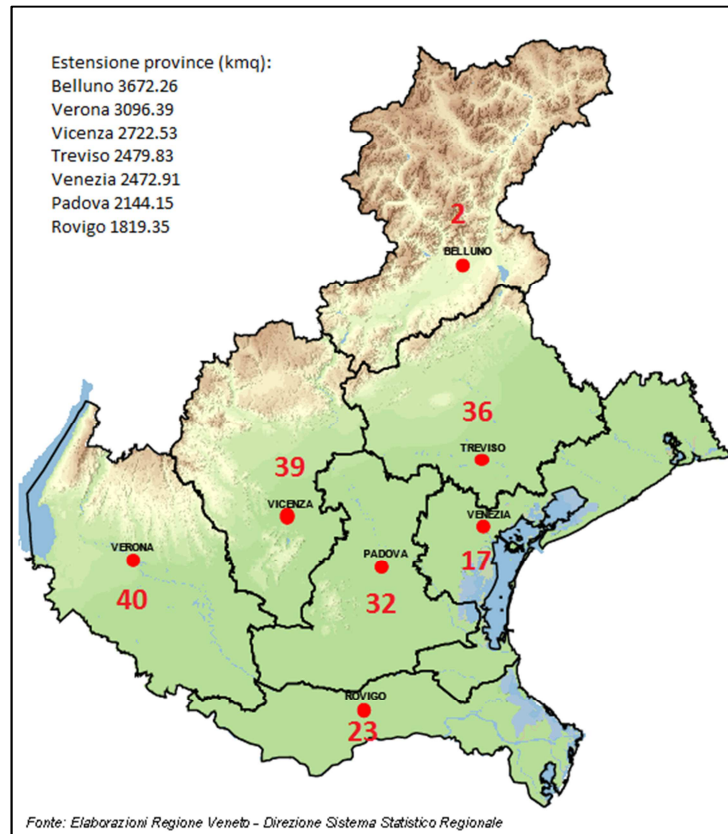 Estensione province (kmq):
Belluno 3672.26
Verona 3096.39
Vicenza 2722.53
Treviso 2479.83
Venezia 2472.91
Padova 2144.15
Rovigo 1819.35
2
BELLUNO
36
TREVISO
39
VICENZA
VENEZIA
17
VERONA
40
PADOVA
32
ROVIGO
23
Fonte: Elaborazioni Regione Veneto - Direzione Sistema Statistico Regionale